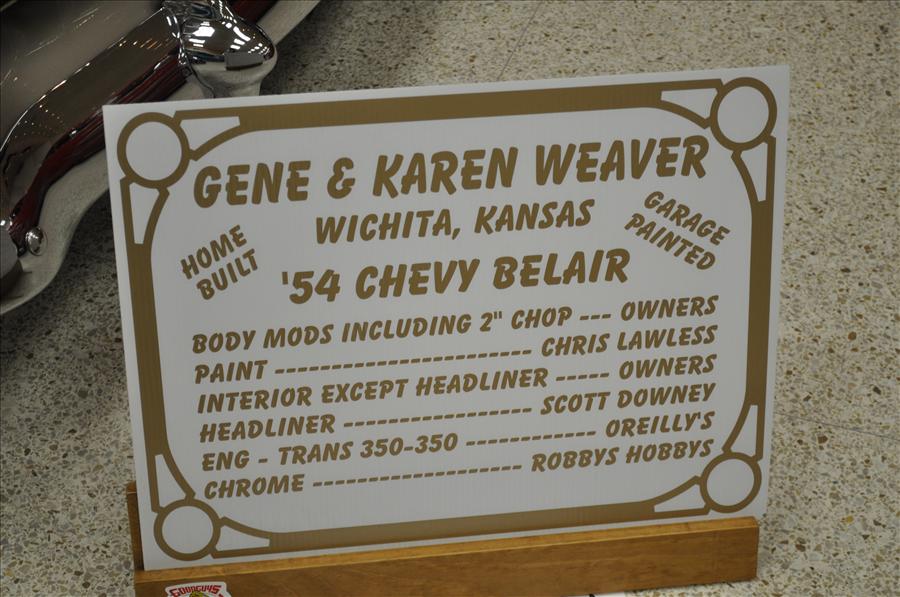 GENE & KAREN WEAVER
WICHITA, KANSAS
HOME
BUILT
GARAGE
PAINTED
'54 CHEVY BELAIR
BODY MODS INCLUDING 2" CHOP --- OWNERS
PAINT ----------------------- CHRIS LAWLESS
INTERIOR EXCEPT HEADLINER ----- OWNERS
HEADLINER ----------------- SCOTT DOWNEY
ENG - TRANS 350-350 ------------ OREILLY'S
CHROME ------------------- ROBBYS HOBBYS
GOODGUYS